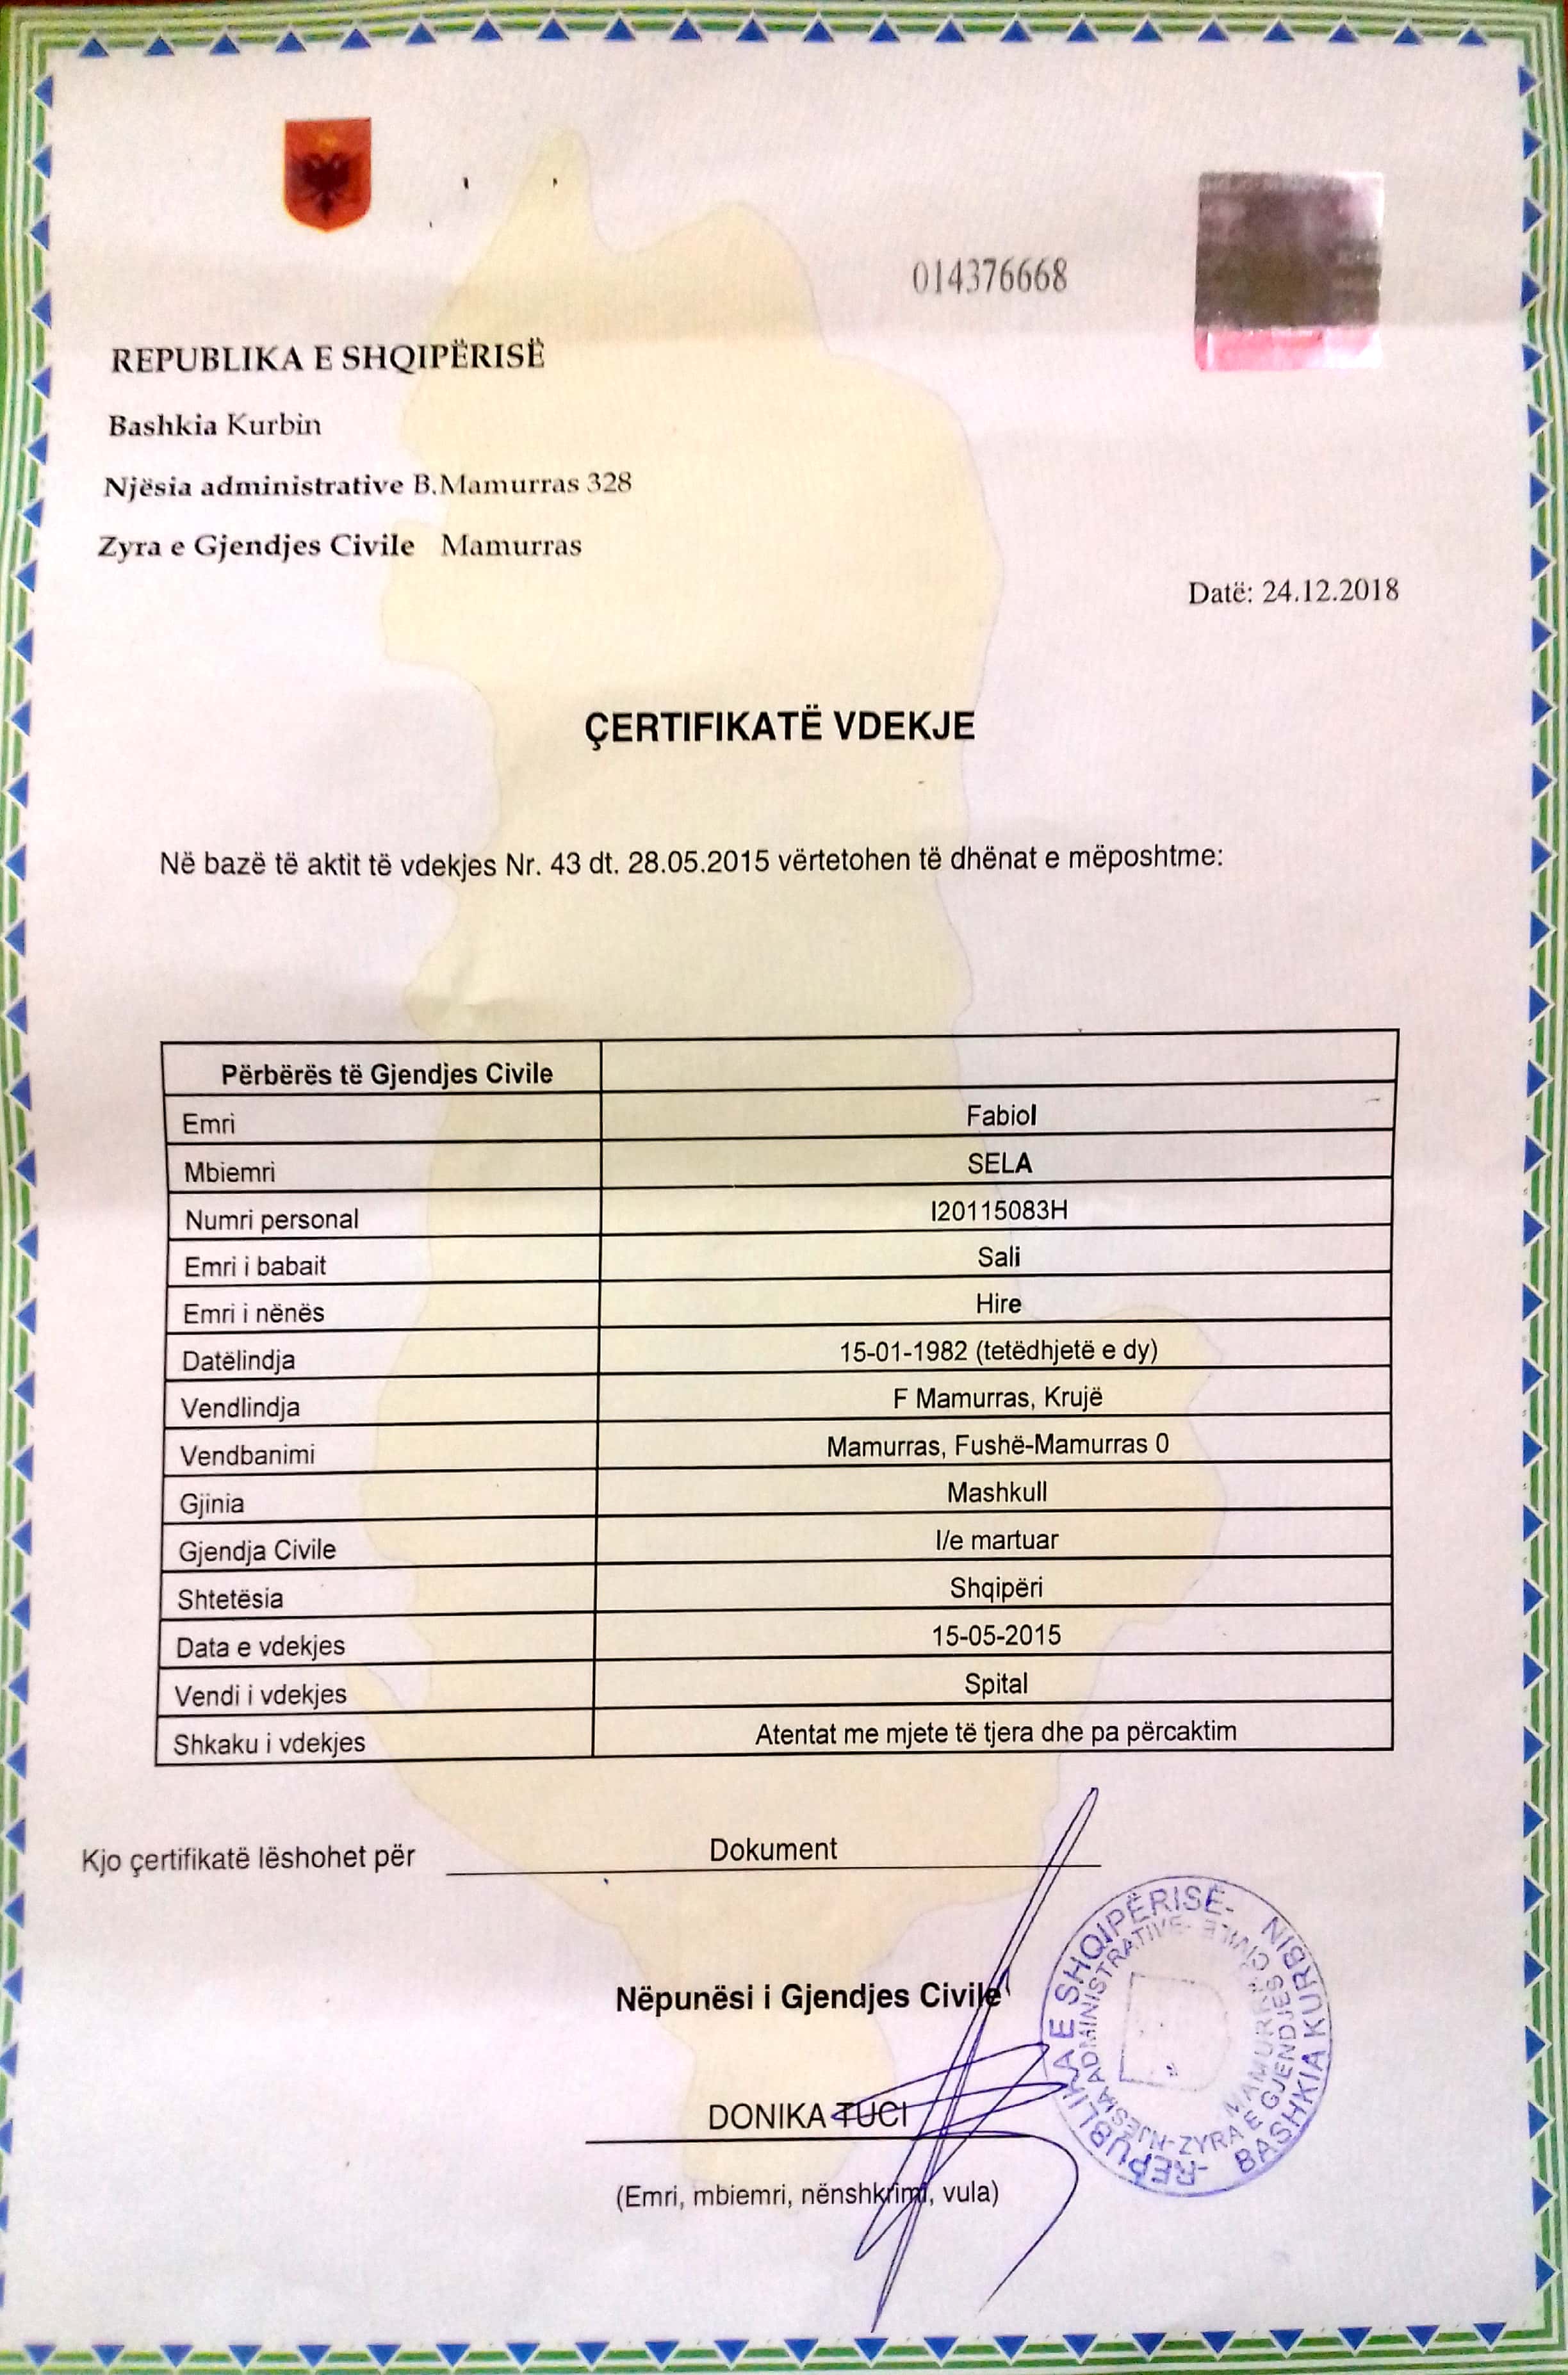 014376668
REPUBLIKA E SHQIPËRISË
Bashkia Kurbin
Njësia administrative B.Mamurras 328
Zyra e Gjendjes Civile Mamurras
Datë: 24.12.2018
ÇERTIFIKATË VDEKJE
Në bazë të aktit të vdekjes Nr. 43 dt. 28.05.2015 vërtetohen të dhënat e mëposhtme:
Përbërës të Gjendjes Civile
Emri Fabiol
Mbiemri SELA
Numri personal I20115083H
Emri i babait Sali
Emri i nënës Hire
Datëlindja 15-01-1982 (tetëdhjetë e dy)
Vendlindja F Mamurras, Krujë
Vendbanimi Mamurras, Fushë-Mamurras 0
Gjinia Mashkull
Gjendja Civile I/e martuar
Shtetësia Shqipëri
Data e vdekjes 15-05-2015
Vendi i vdekjes Spital
Shkaku i vdekjes Atentat me mjete të tjera dhe pa përcaktim
Kjo çertifikatë lëshohet për Dokument
Nëpunësi i Gjendjes Civile
DONIKA TUCI
(Emri, mbiemri, nënshkrimi, vula)
-REPUBLIKA E SHQIPËRISË-
BASHKIA KURBIN
NJËSIA ADMINISTRATIVE-
-ZYRA E GJENDJES CIVILE-